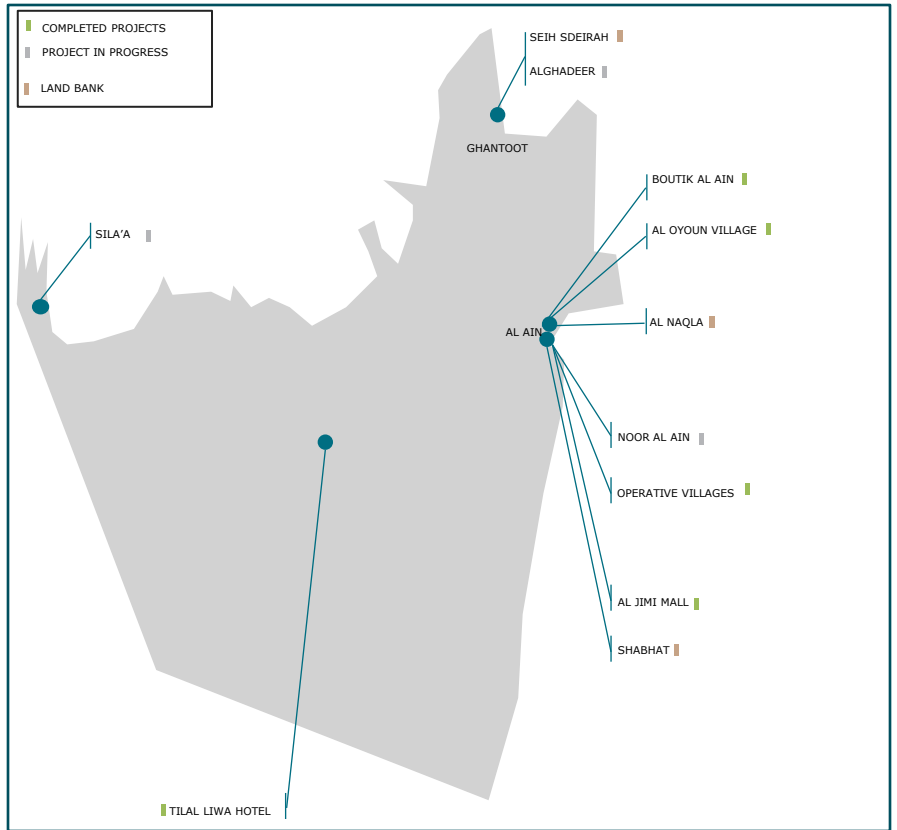 COMPLETED PROJECTS
PROJECT IN PROGRESS
LAND BANK
SEIH SDEIRAH
ALGHADEER
GHANTOOT
BOUTIK AL AIN
AL OYOUN VILLAGE
SILA'A
AL NAQLA
AL AIN
NOOR AL AIN
OPERATIVE VILLAGES
AL JIMI MALL
SHABHAT
TILAL LIWA HOTEL